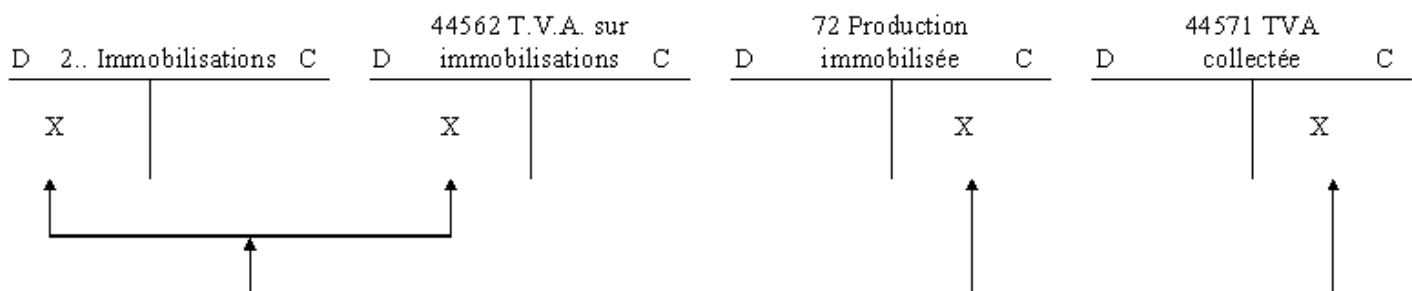 D 2.. Immobilisations C
44562 T.V.A. sur
D immobilisations C
72 Production
D immobilisée C
44571 TVA
D collectée C
X
X
X
X